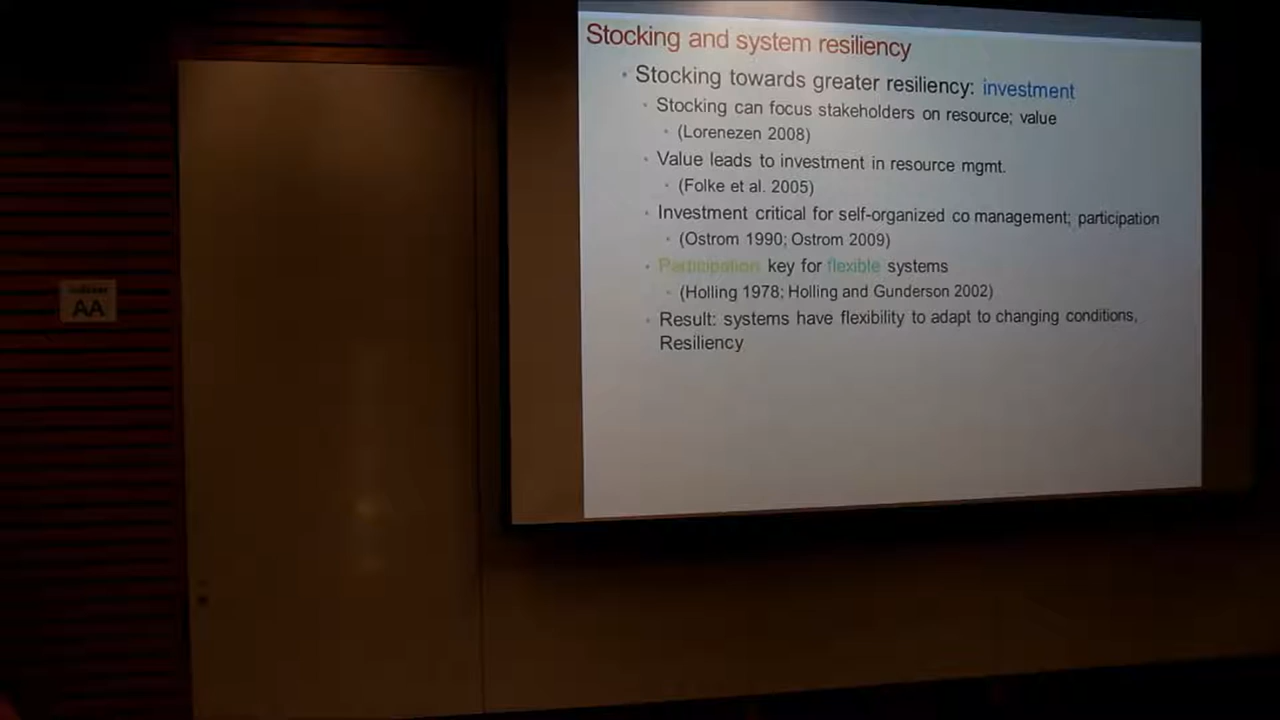 Stocking and system resiliency
Stocking towards greater resiliency: investment
Stocking can focus stakeholders on resource; value
(Lorenezen 2008)
Value leads to investment in resource mgmt.
(Folke et al. 2005)
Investment critical for self-organized co management; participation
(Ostrom 1990; Ostrom 2009)
Participation key for flexible systems
(Holling 1978; Holling and Gunderson 2002)
Result: systems have flexibility to adapt to changing conditions,
Resiliency
AA